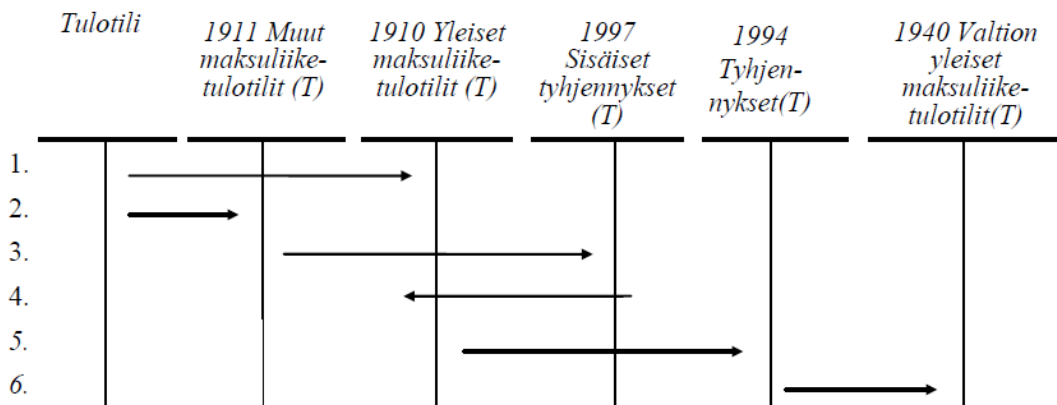 Tulotili
1911 Muut
maksuliike-
tulotilit (T)
1910 Yleiset
maksuliike-
tulotilit (T)
1997
Sisäiset
tyhjennykset
(T)
1994
Tyhjen-
nykset(T)
1940 Valtion
yleiset
maksuliike-
tulotilit(T)
1.
2.
3.
4.
5.
6.